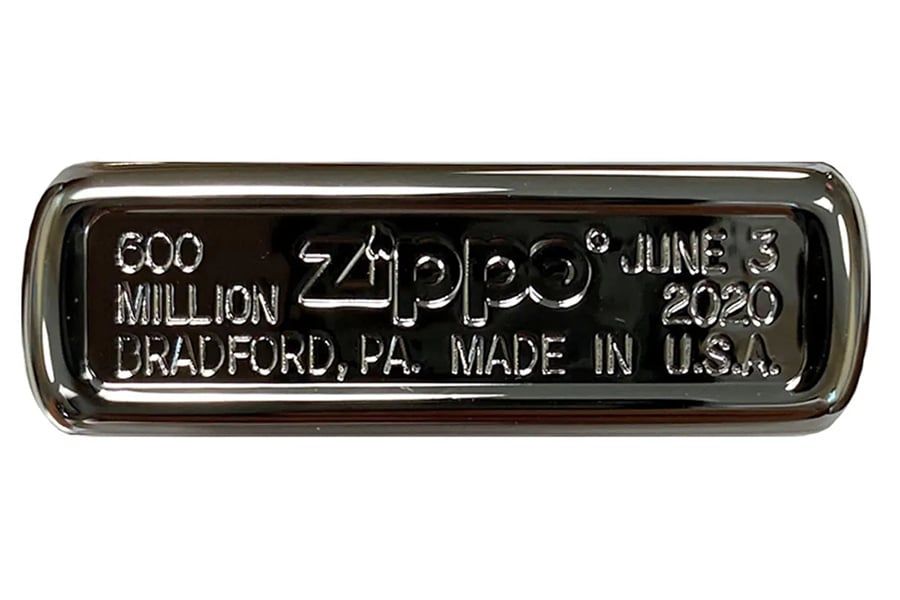 600 Zippo® JUNE 3
MILLION 2020
BRADFORD, PA. MADE IN U.S.A.